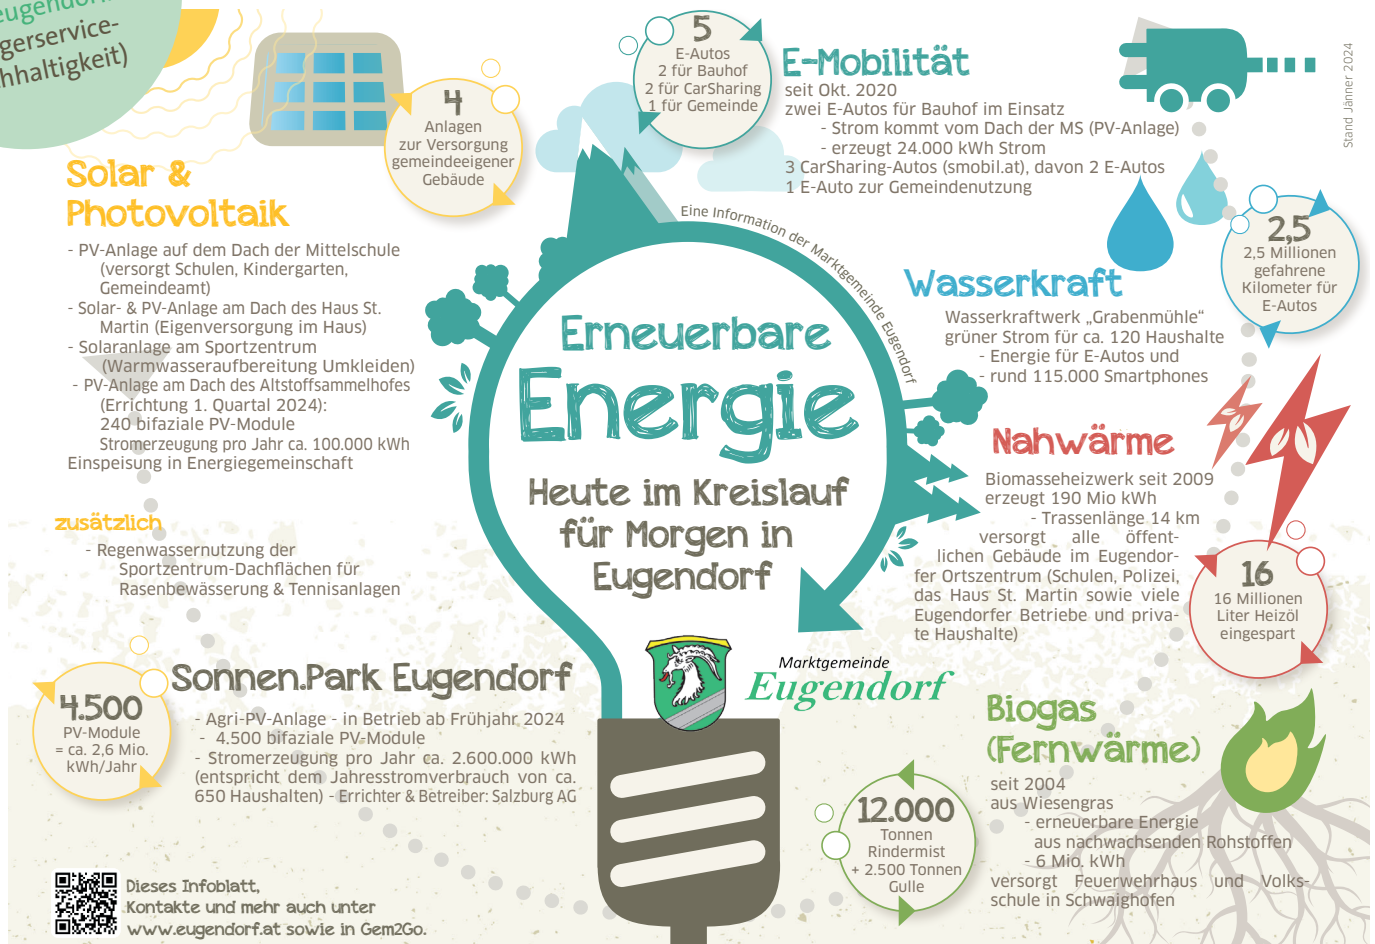 eugendorf
gerservice-
hhaltigkeit)
4
Anlagen
zur Versorgung
gemeindeeigener
Gebäude
Solar &
Photovoltaik
- PV-Anlage auf dem Dach der Mittelschule
(versorgt Schulen, Kindergarten,
Gemeindeamt)
- Solar- & PV-Anlage am Dach des Haus St.
Martin (Eigenversorgung im Haus)
- Solaranlage am Sportzentrum
(Warmwasseraufbereitung Umkleiden)
- PV-Anlage am Dach des Altstoffsammelhofes
(Errichtung 1. Quartal 2024):
240 bifaziale PV-Module
Stromerzeugung pro Jahr ca. 100.000 kWh
Einspeisung in Energiegemeinschaft
zusätzlich
- Regenwassernutzung der
Sportzentrum-Dachflächen für
Rasenbewässerung & Tennisanlagen
5
E-Autos
2 für Bauhof
2 für CarSharing
1 für Gemeinde
E-Mobilität
seit Okt. 2020
zwei E-Autos für Bauhof im Einsatz
- Strom kommt vom Dach der MS (PV-Anlage)
- erzeugt 24.000 kWh Strom
3 CarSharing-Autos (smobil.at), davon 2 E-Autos
1 E-Auto zur Gemeindenutzung
Stand Jänner 2024
Eine Information der Marktgemeinde Eugendorf
Erneuerbare
Energie
Heute im Kreislauf
für Morgen in
Eugendorf
2,5
2,5 Millionen
gefahrene
Kilometer für
E-Autos
Wasserkraft
Wasserkraftwerk „Grabenmühle“
grüner Strom für ca. 120 Haushalte
- Energie für E-Autos und
- rund 115.000 Smartphones
Nahwärme
Biomasseheizwerk seit 2009
erzeugt 190 Mio kWh
- Trassenlänge 14 km
versorgt alle öffent-
lichen Gebäude im Eugendor-
fer Ortszentrum (Schulen, Polizei,
das Haus St. Martin sowie viele
Eugendorfer Betriebe und priva-
te Haushalte)
16
16 Millionen
Liter Heizöl
eingespart
4.500
PV-Module
= ca. 2,6 Mio.
kWh/Jahr
Sonnen.Park Eugendorf
- Agri-PV-Anlage - in Betrieb ab Frühjahr 2024
- 4.500 bifaziale PV-Module
- Stromerzeugung pro Jahr ca. 2.600.000 kWh
(entspricht dem Jahresstromverbrauch von ca.
650 Haushalten) - Errichter & Betreiber: Salzburg AG
Marktgemeinde
Eugendorf
Biogas
(Fernwärme)
seit 2004
aus Wiesengras
- erneuerbare Energie
aus nachwachsenden Rohstoffen
- 6 Mio. kWh
versorgt Feuerwehrhaus und Volks-
schule in Schwaighofen
12.000
Tonnen
Rindermist
+ 2.500 Tonnen
Gulle
Dieses Infoblatt,
Kontakte und mehr auch unter
www.eugendorf.at sowie in Gem2Go.